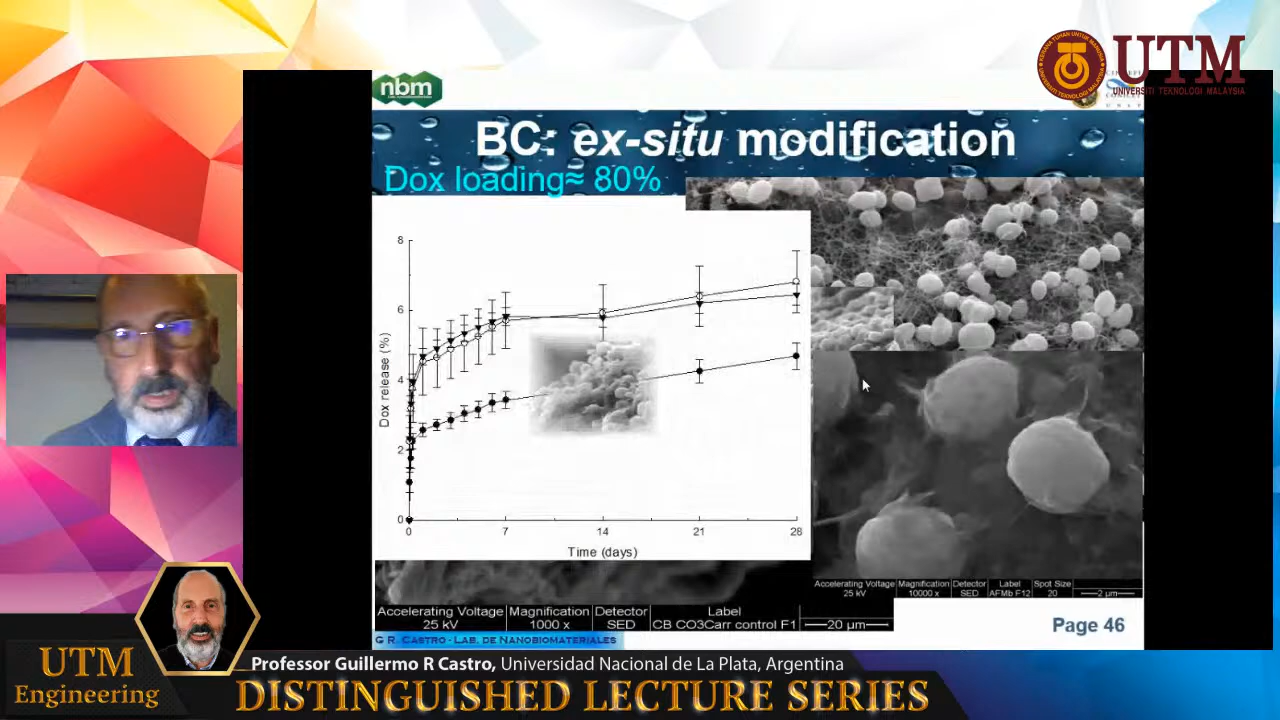 nbm
UTM
UNIVERSITI TEKNOLOGI MALAYSIA
BC: ex-situ modification
Dox loading≈ 80%
8
6
4
2
0
Dox release (%)
0 7 14 21 28
Time (days)
Accelerating Voltage Magnification Detector Label Spot Size
25 kV 10000 x SED AFMb F12 20 2 µm
Accelerating Voltage Magnification Detector Label
25 kV 1000 x SED CB CO3Carr control F1 20 µm
G R. Castro - Lab. de Nanobiomateriales
Page 46
UTM
Engineering
Professor Guillermo R Castro, Universidad Nacional de La Plata, Argentina
DISTINGUISHED LECTURE SERIES